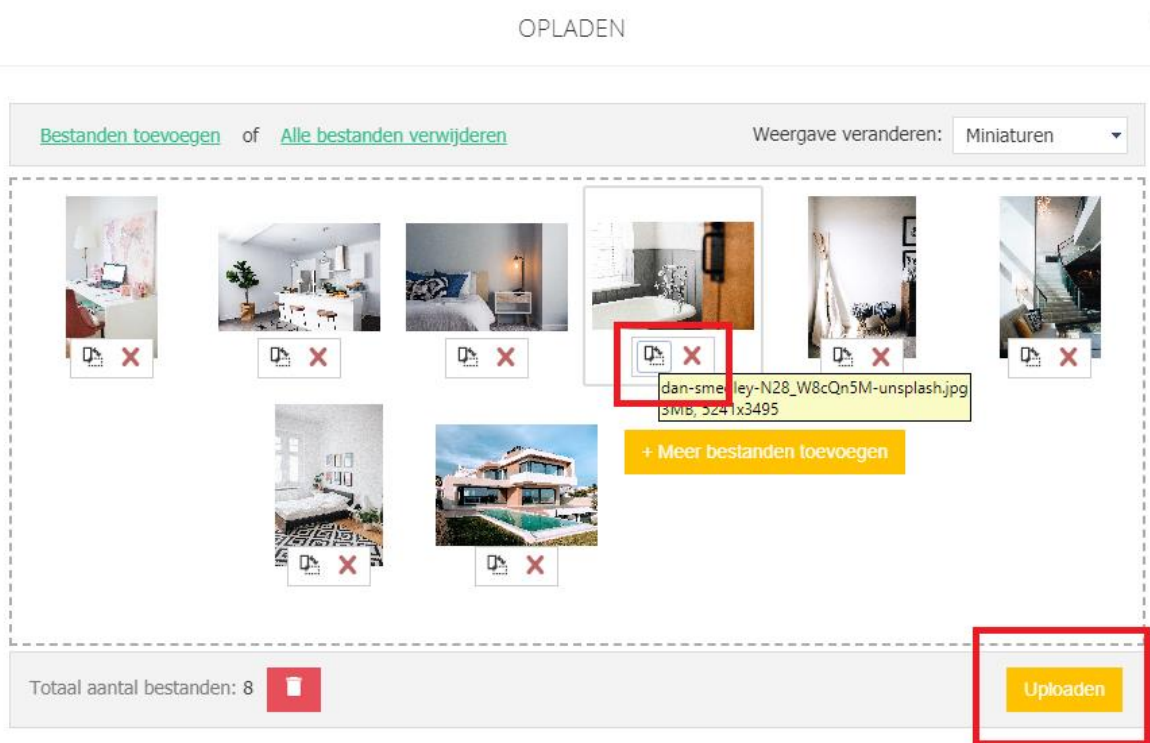 OPLADEN
Bestanden toevoegen of Alle bestanden verwijderen Weergave veranderen: Miniaturen
dan-smedley-N28_W8cQn5M-unsplash.jpg
3MB, 5241x3495
+ Meer bestanden toevoegen
Totaal aantal bestanden: 8 Uploaden